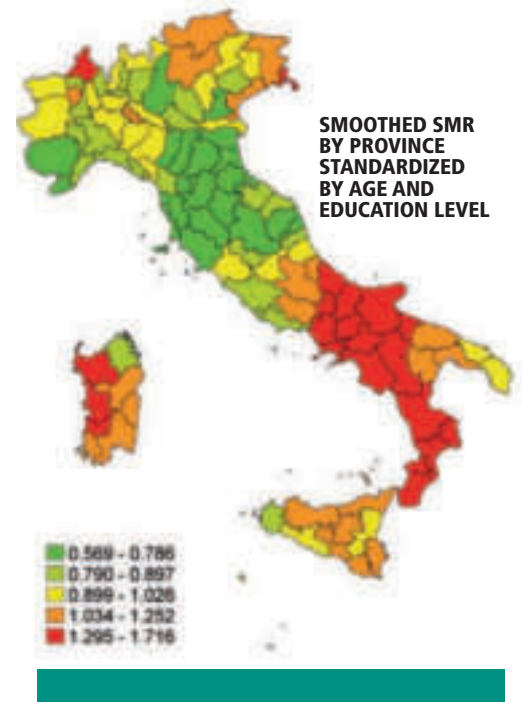 SMOOTHED SMR
BY PROVINCE
STANDARDIZED
BY AGE AND
EDUCATION LEVEL
0.569 - 0.786
0.790 - 0.897
0.899 - 1.026
1.034 - 1.252
1.295 - 1.716